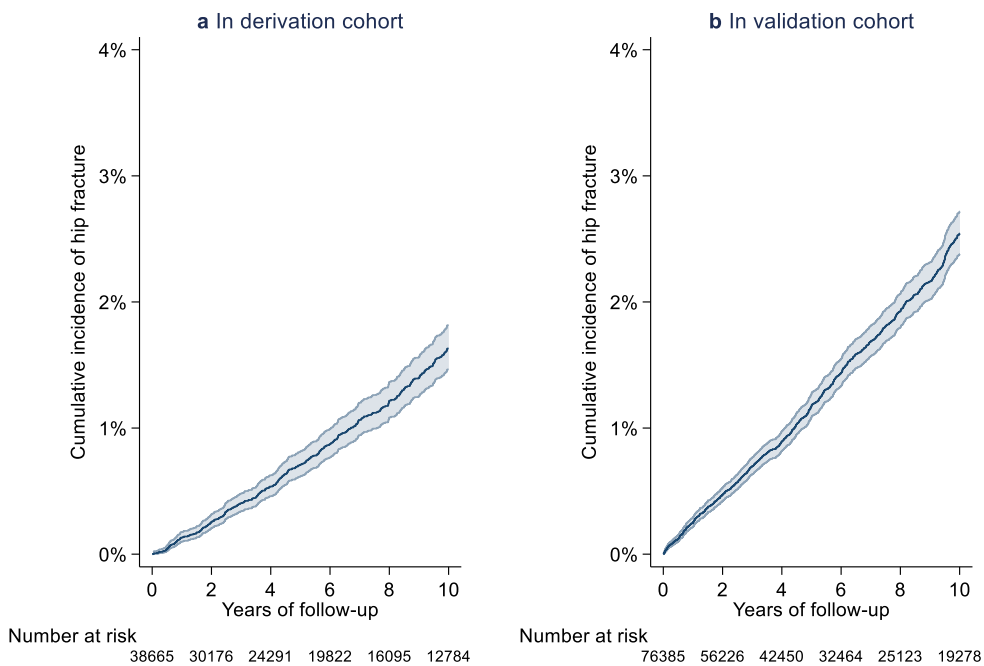 a In derivation cohort
4%
3%
2%
1%
0%
Cumulative incidence of hip fracture
0 2 4 6 8 10
Years of follow-up
Number at risk
38665 30176 24291 19822 16095 12784
b In validation cohort
4%
3%
2%
1%
0%
Cumulative incidence of hip fracture
0 2 4 6 8 10
Years of follow-up
Number at risk
76385 56226 42450 32464 25123 19278